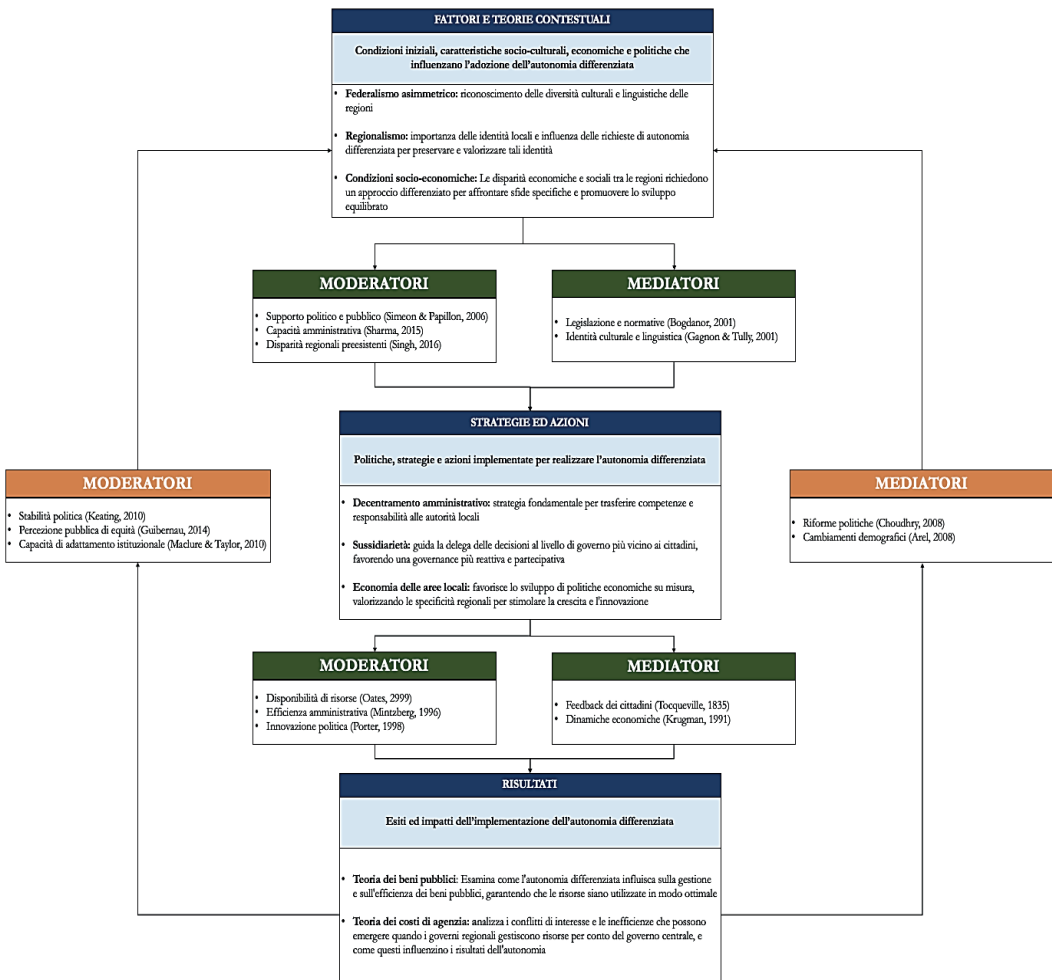 FATTORI E TEORIE CONTESTUALI
Condizioni iniziali, caratteristiche socio-culturali, economiche e politiche che
influenzano l'adozione dell'autonomia differenziata
• Federalismo asimmetrico: riconoscimento delle diversità culturali e linguistiche delle
regioni
• Regionalismo: importanza delle identità locali e influenza delle richieste di autonomia
differenziata per preservare e valorizzare tali identità
• Condizioni socio-economiche: Le disparità economiche e sociali tra le regioni richiedono
un approccio differenziato per affrontare sfide specifiche e promuovere lo sviluppo
equilibrato
MODERATORI
• Supporto politico e pubblico (Simeon & Papillon, 2006)
• Capacità amministrativa (Sharma, 2015)
• Disparità regionali preesistenti (Singh, 2016)
MEDIATORI
• Legislazione e normative (Bogdanor, 2001)
• Identità culturale e linguistica (Gagnon & Tully, 2001)
STRATEGIE ED AZIONI
Politiche, strategie e azioni implementate per realizzare l'autonomia differenziata
• Decentramento amministrativo: strategia fondamentale per trasferire competenze e
responsabilità alle autorità locali
• Sussidiarietà: guida la delega delle decisioni al livello di governo più vicino ai cittadini,
favorendo una governance più reattiva e partecipativa
• Economia delle aree locali: favorisce lo sviluppo di politiche economiche su misura,
valorizzando le specificità regionali per stimolare la crescita e l'innovazione
MODERATORI
• Stabilità politica (Keating, 2010)
• Percezione pubblica di equità (Guibernau, 2014)
• Capacità di adattamento istituzionale (Maclure & Taylor, 2010)
MEDIATORI
• Riforme politiche (Choudhry, 2008)
• Cambiamenti demografici (Arel, 2008)
MODERATORI
• Disponibilità di risorse (Oates, 2999)
• Efficienza amministrativa (Mintzberg, 1996)
• Innovazione politica (Porter, 1998)
MEDIATORI
• Feedback dei cittadini (Tocqueville, 1835)
• Dinamiche economiche (Krugman, 1991)
RISULTATI
Esiti ed impatti dell'implementazione dell'autonomia differenziata
• Teoria dei beni pubblici: Esamina come l'autonomia differenziata influisca sulla gestione
e sull'efficienza dei beni pubblici, garantendo che le risorse siano utilizzate in modo ottimale
• Teoria dei costi di agenzia: analizza i conflitti di interesse e le inefficienze che possono
emergere quando i governi regionali gestiscono risorse per conto del governo centrale, e
come questi influenzino i risultati dell'autonomia